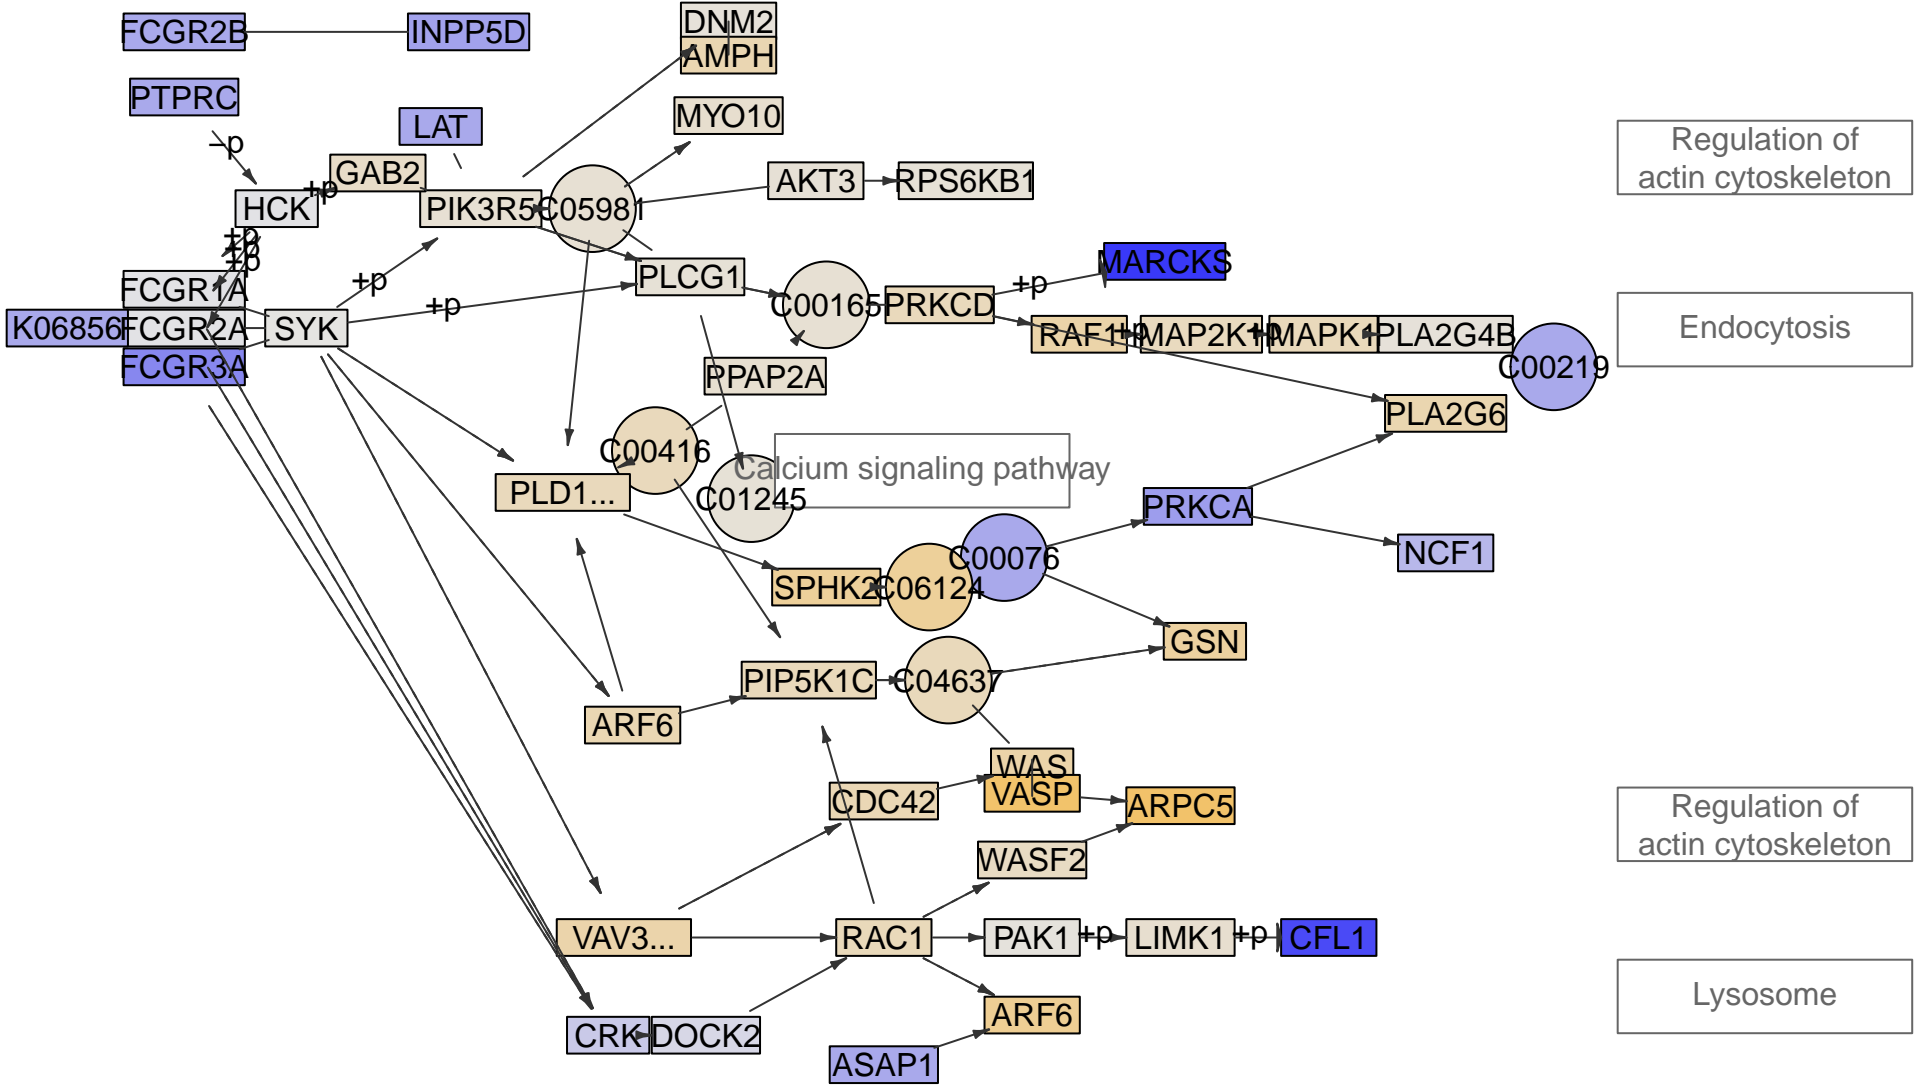 FCGR2B
INPP5D
DNM2
AMPH
PTPRC
MYO10
LAT
–p
Regulation of
actin cytoskeleton
GAB2
+p
HCK
PIK3R5
C05981
AKT3
RPS6KB1
+p
+p
+p
FCGR1A
+p
PLCG1
MARCKS
+p
C00165
PRKCD
+p
K06856
FCGR2A
SYK
RAF1
+p
MAP2K1
+p
MAPK1
PLA2G4B
Endocytosis
FCGR3A
PPAP2A
C00219
PLA2G6
C00416
Calcium signaling pathway
PLD1...
C01245
PRKCA
NCF1
C00076
SPHK2
C06124
GSN
PIP5K1C
C04637
ARF6
WAS
VASP
CDC42
ARPC5
Regulation of
actin cytoskeleton
WASF2
VAV3...
RAC1
PAK1
+p
LIMK1
+p
CFL1
Lysosome
ARF6
CRK
DOCK2
ASAP1